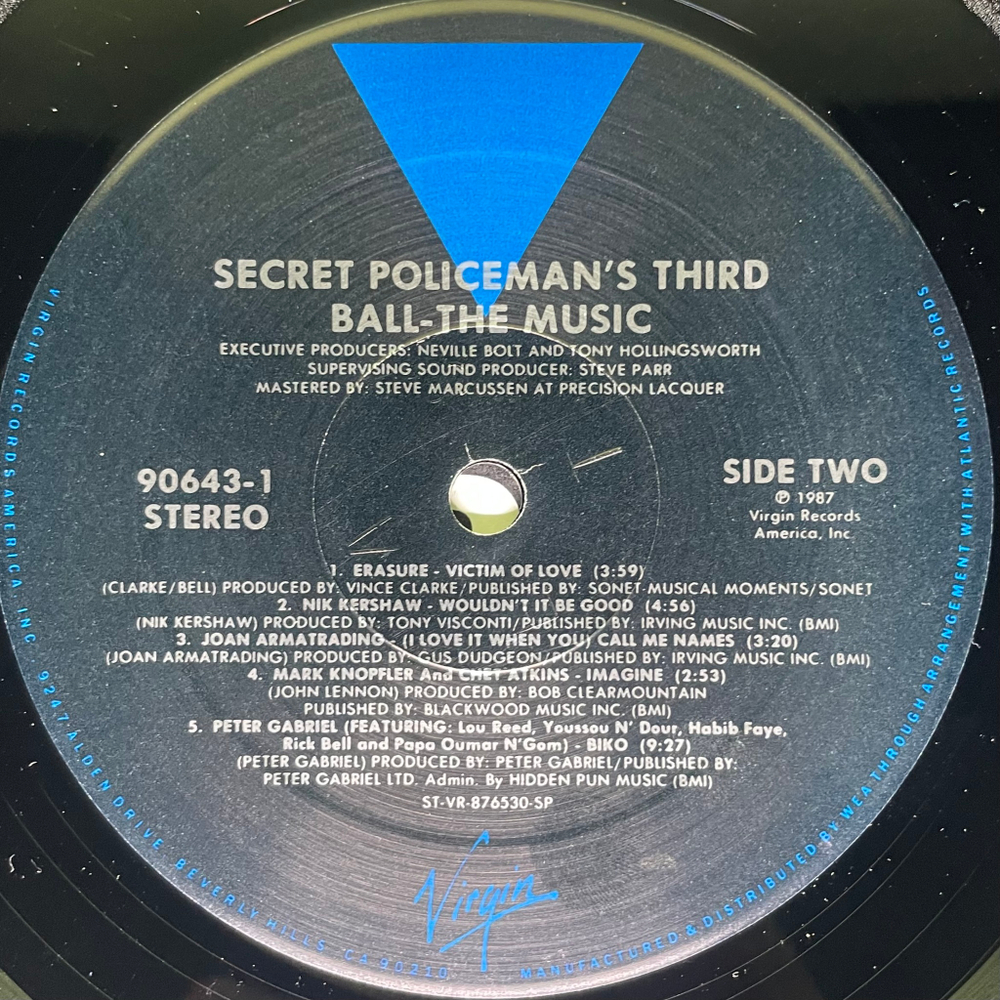 SECRET POLICEMAN'S THIRD
BALL-THE MUSIC
EXECUTIVE PRODUCERS: NEVILLE BOLT AND TONY HOLLINGSWORTH
SUPERVISING SOUND PRODUCER: STEVE PARR
MASTERED BY: STEVE MARCUSSEN AT PRECISION LACQUER
90643-1
STEREO
SIDE TWO
℗ 1987
Virgin Records
America, Inc.
1. ERASURE - VICTIM OF LOVE (3:59)
(CLARKE/BELL) PRODUCED BY: VINCE CLARKE/PUBLISHED BY: SONET-MUSICAL MOMENTS/SONET
2. NIK KERSHAW - WOULDN'T IT BE GOOD (4:56)
(NIK KERSHAW) PRODUCED BY: TONY VISCONTI/PUBLISHED BY: IRVING MUSIC INC. (BMI)
3. JOAN ARMATRADING - (I LOVE IT WHEN YOU) CALL ME NAMES (3:20)
(JOAN ARMATRADING) PRODUCED BY: GUS DUDGEON/PUBLISHED BY: IRVING MUSIC INC. (BMI)
4. MARK KNOPFLER And CHET ATKINS - IMAGINE (2:53)
(JOHN LENNON) PRODUCED BY: BOB CLEARMOUNTAIN
PUBLISHED BY: BLACKWOOD MUSIC INC. (BMI)
5. PETER GABRIEL (FEATURING: Lou Reed, Youssou N' Dour, Habib Faye,
Rick Bell and Papa Oumar N'Gom) - BIKO (9:27)
(PETER GABRIEL) PRODUCED BY: PETER GABRIEL/PUBLISHED BY:
PETER GABRIEL LTD. Admin. By HIDDEN PUN MUSIC (BMI)
ST-VR-876530-SP
Virgin
VIRGIN RECORDS AMERICA INC. 9247 ALDEN DRIVE BEVERLY HILLS CA 90210 MANUFACTURED & DISTRIBUTED BY WEA THROUGH ARRANGEMENT WITH ATLANTIC RECORDS